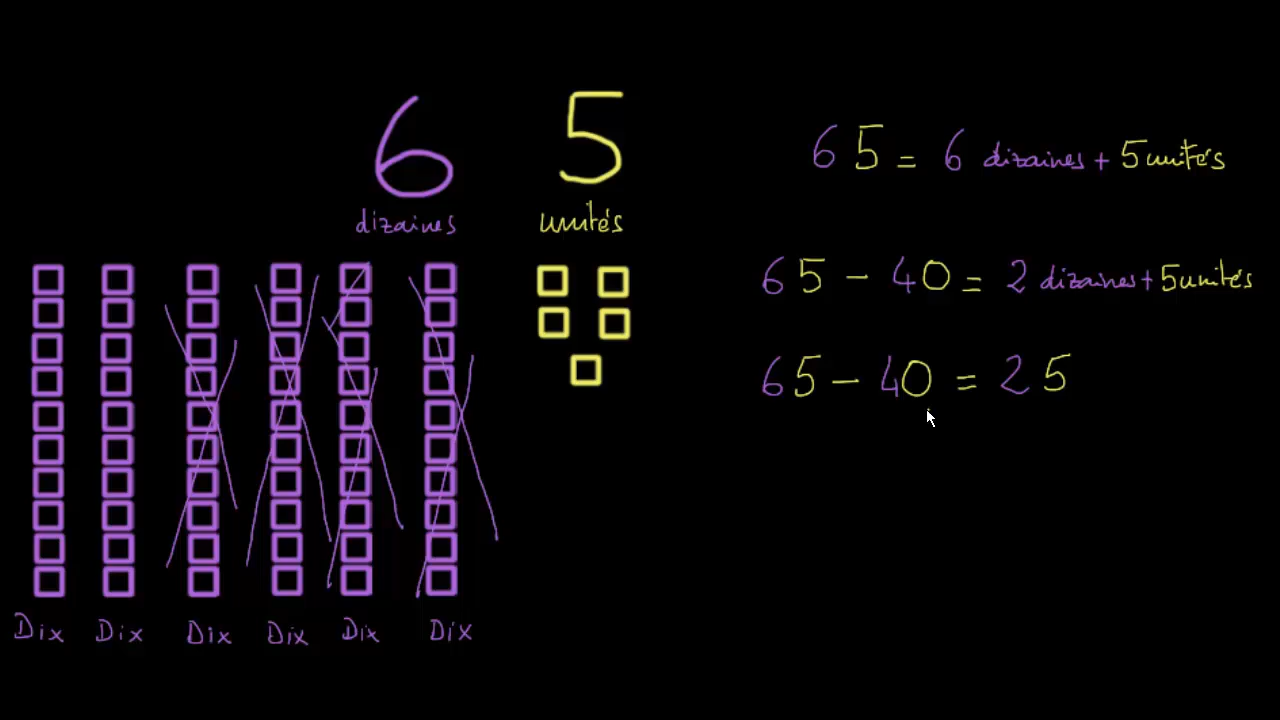 6 5
dizaines unités
65 = 6 dizaines + 5 unités
65 - 40 = 2 dizaines + 5 unités
65 - 40 = 25
Dix Dix Dix Dix Dix Dix